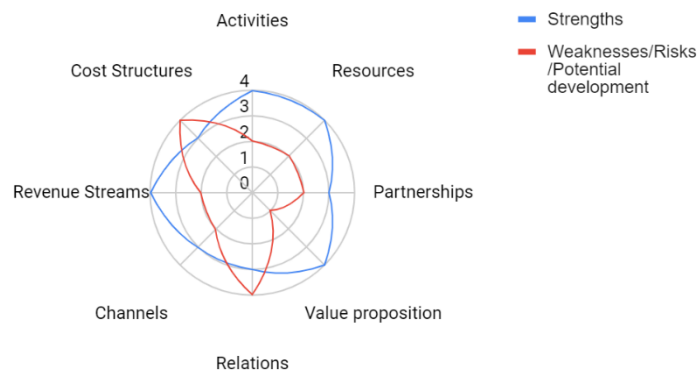 Activities
Strengths
Weaknesses/Risks
/Potential
development
Cost Structures
Resources
4
3
2
1
0
Revenue Streams
Partnerships
Channels
Value proposition
Relations